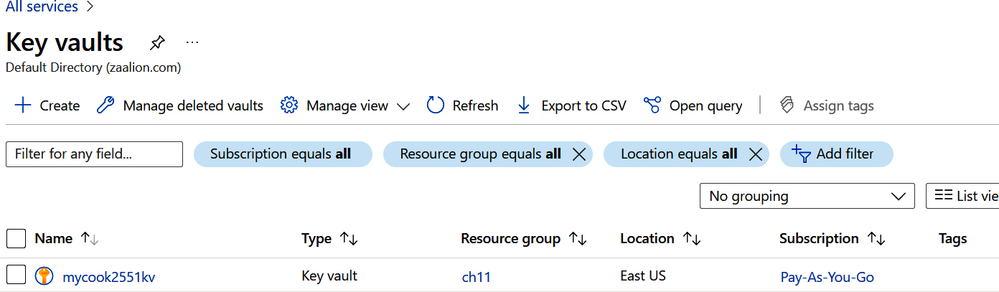 All services >
Key vaults ...
Default Directory (zaalion.com)
Create Manage deleted vaults Manage view Refresh Export to CSV Open query Assign tags
Filter for any field... Subscription equals all Resource group equals all Location equals all Add filter
No grouping List vie
Name Type Resource group Location Subscription Tags
mycook2551kv Key vault ch11 East US Pay-As-You-Go